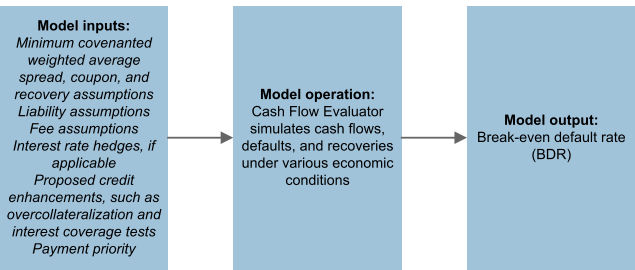 Model inputs:
Minimum covenanted
weighted average
spread, coupon, and
recovery assumptions
Liability assumptions
Fee assumptions
Interest rate hedges, if
applicable
Proposed credit
enhancements, such as
overcollateralization and
interest coverage tests
Payment priority
Model operation:
Cash Flow Evaluator
simulates cash flows,
defaults, and recoveries
under various economic
conditions
Model output:
Break-even default rate
(BDR)